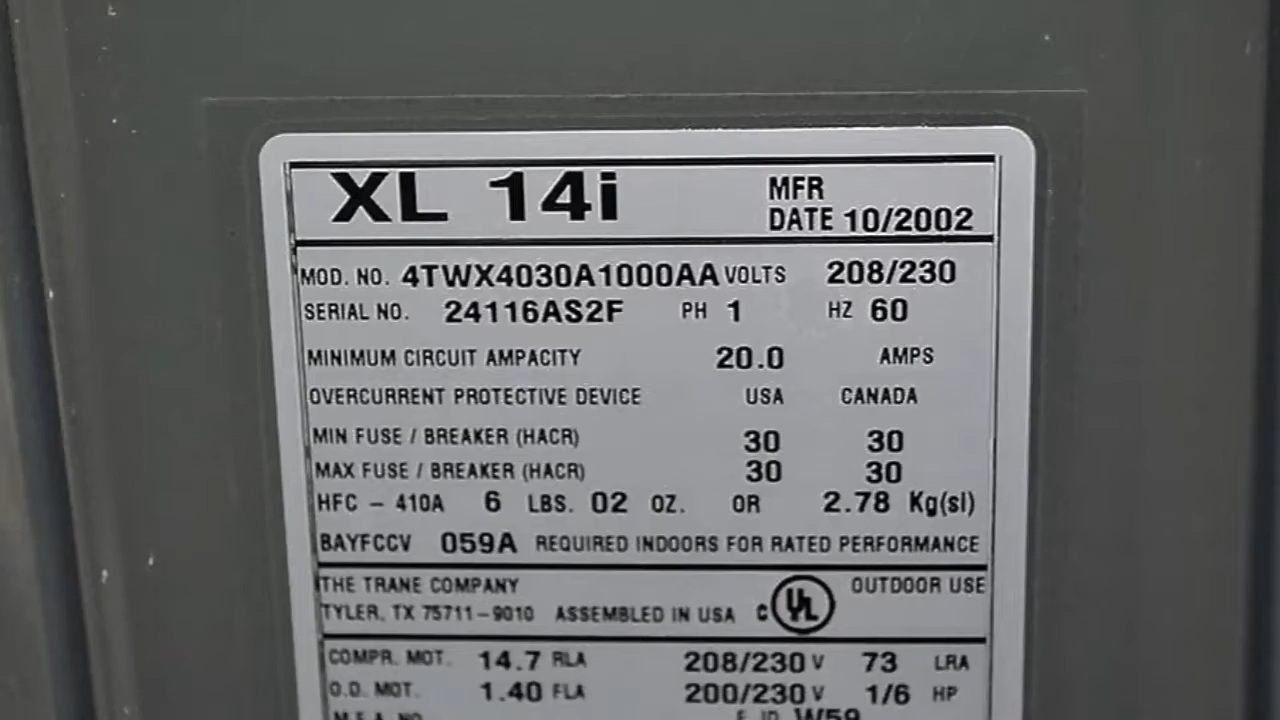 XL 14i MFR
DATE 10/2002
MOD. NO. 4TWX4030A1000AA VOLTS 208/230
SERIAL NO. 24116AS2F PH 1 HZ 60
MINIMUM CIRCUIT AMPACITY 20.0 AMPS
OVERCURRENT PROTECTIVE DEVICE USA CANADA
MIN FUSE / BREAKER (HACR) 30 30
MAX FUSE / BREAKER (HACR) 30 30
HFC - 410A 6 LBS. 02 OZ. OR 2.78 Kg(sl)
BAYFCCV 059A REQUIRED INDOORS FOR RATED PERFORMANCE
THE TRANE COMPANY OUTDOOR USE
TYLER, TX 75711-9010 ASSEMBLED IN USA C UL
COMPR. MOT. 14.7 RLA 208/230 V 73 LRA
O.D. MOT. 1.40 FLA 200/230 V 1/6 HP